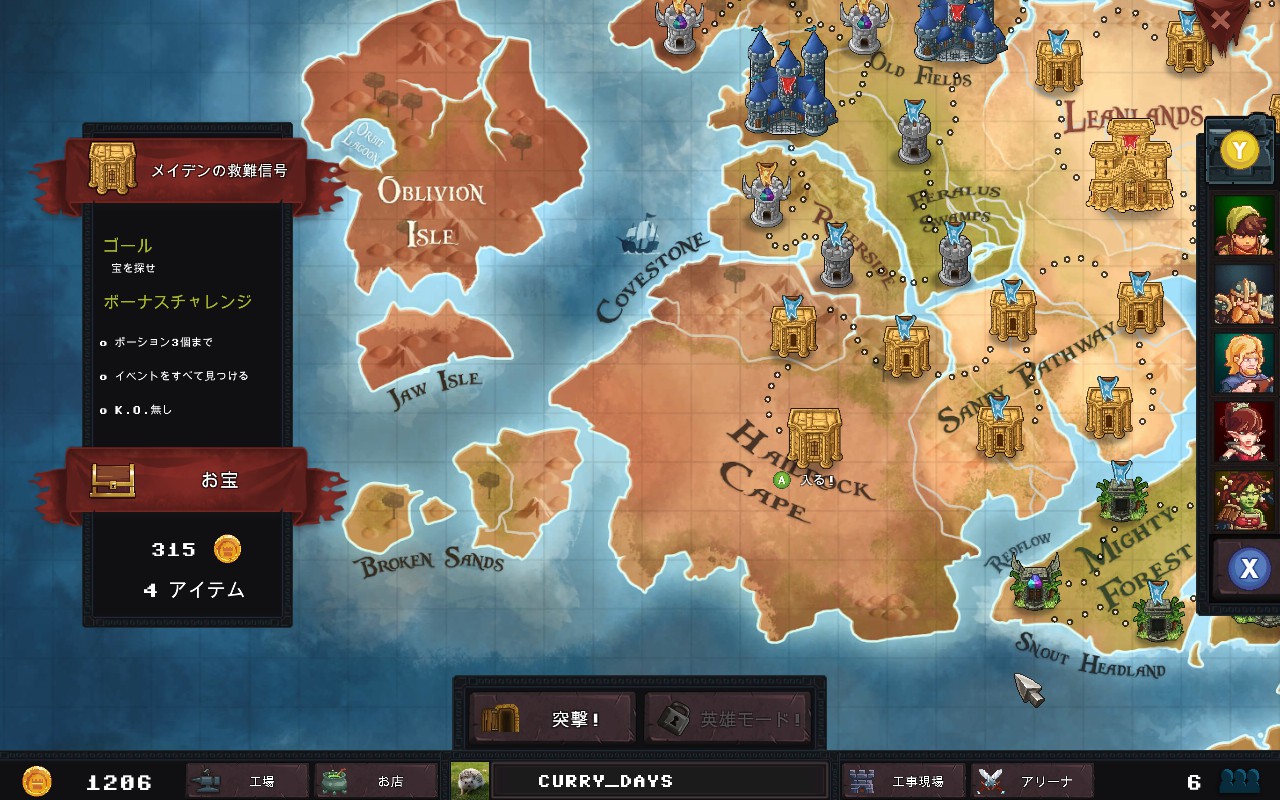 メイデンの救難信号
ゴール
宝を探せ
ボーナスチャレンジ
ポーション3個まで
イベントをすべて見つける
K.O.無し
お宝
315
4 アイテム
ORBIT
LAGOON
OBLIVION
ISLE
JAW ISLE
BROKEN SANDS
COVESTONE
OLD FIELDS
LEANLANDS
FERALUS
SWAMPS
RIVERSIDE
SANDY PATHWAY
CAPE
A 入る!
REDFLOW
MIGHTY
FOREST
SNOUT HEADLAND
Y
X
突撃!
英雄モード!
1206
工場
お店
CURRY_DAYS
工事現場
アリーナ
6